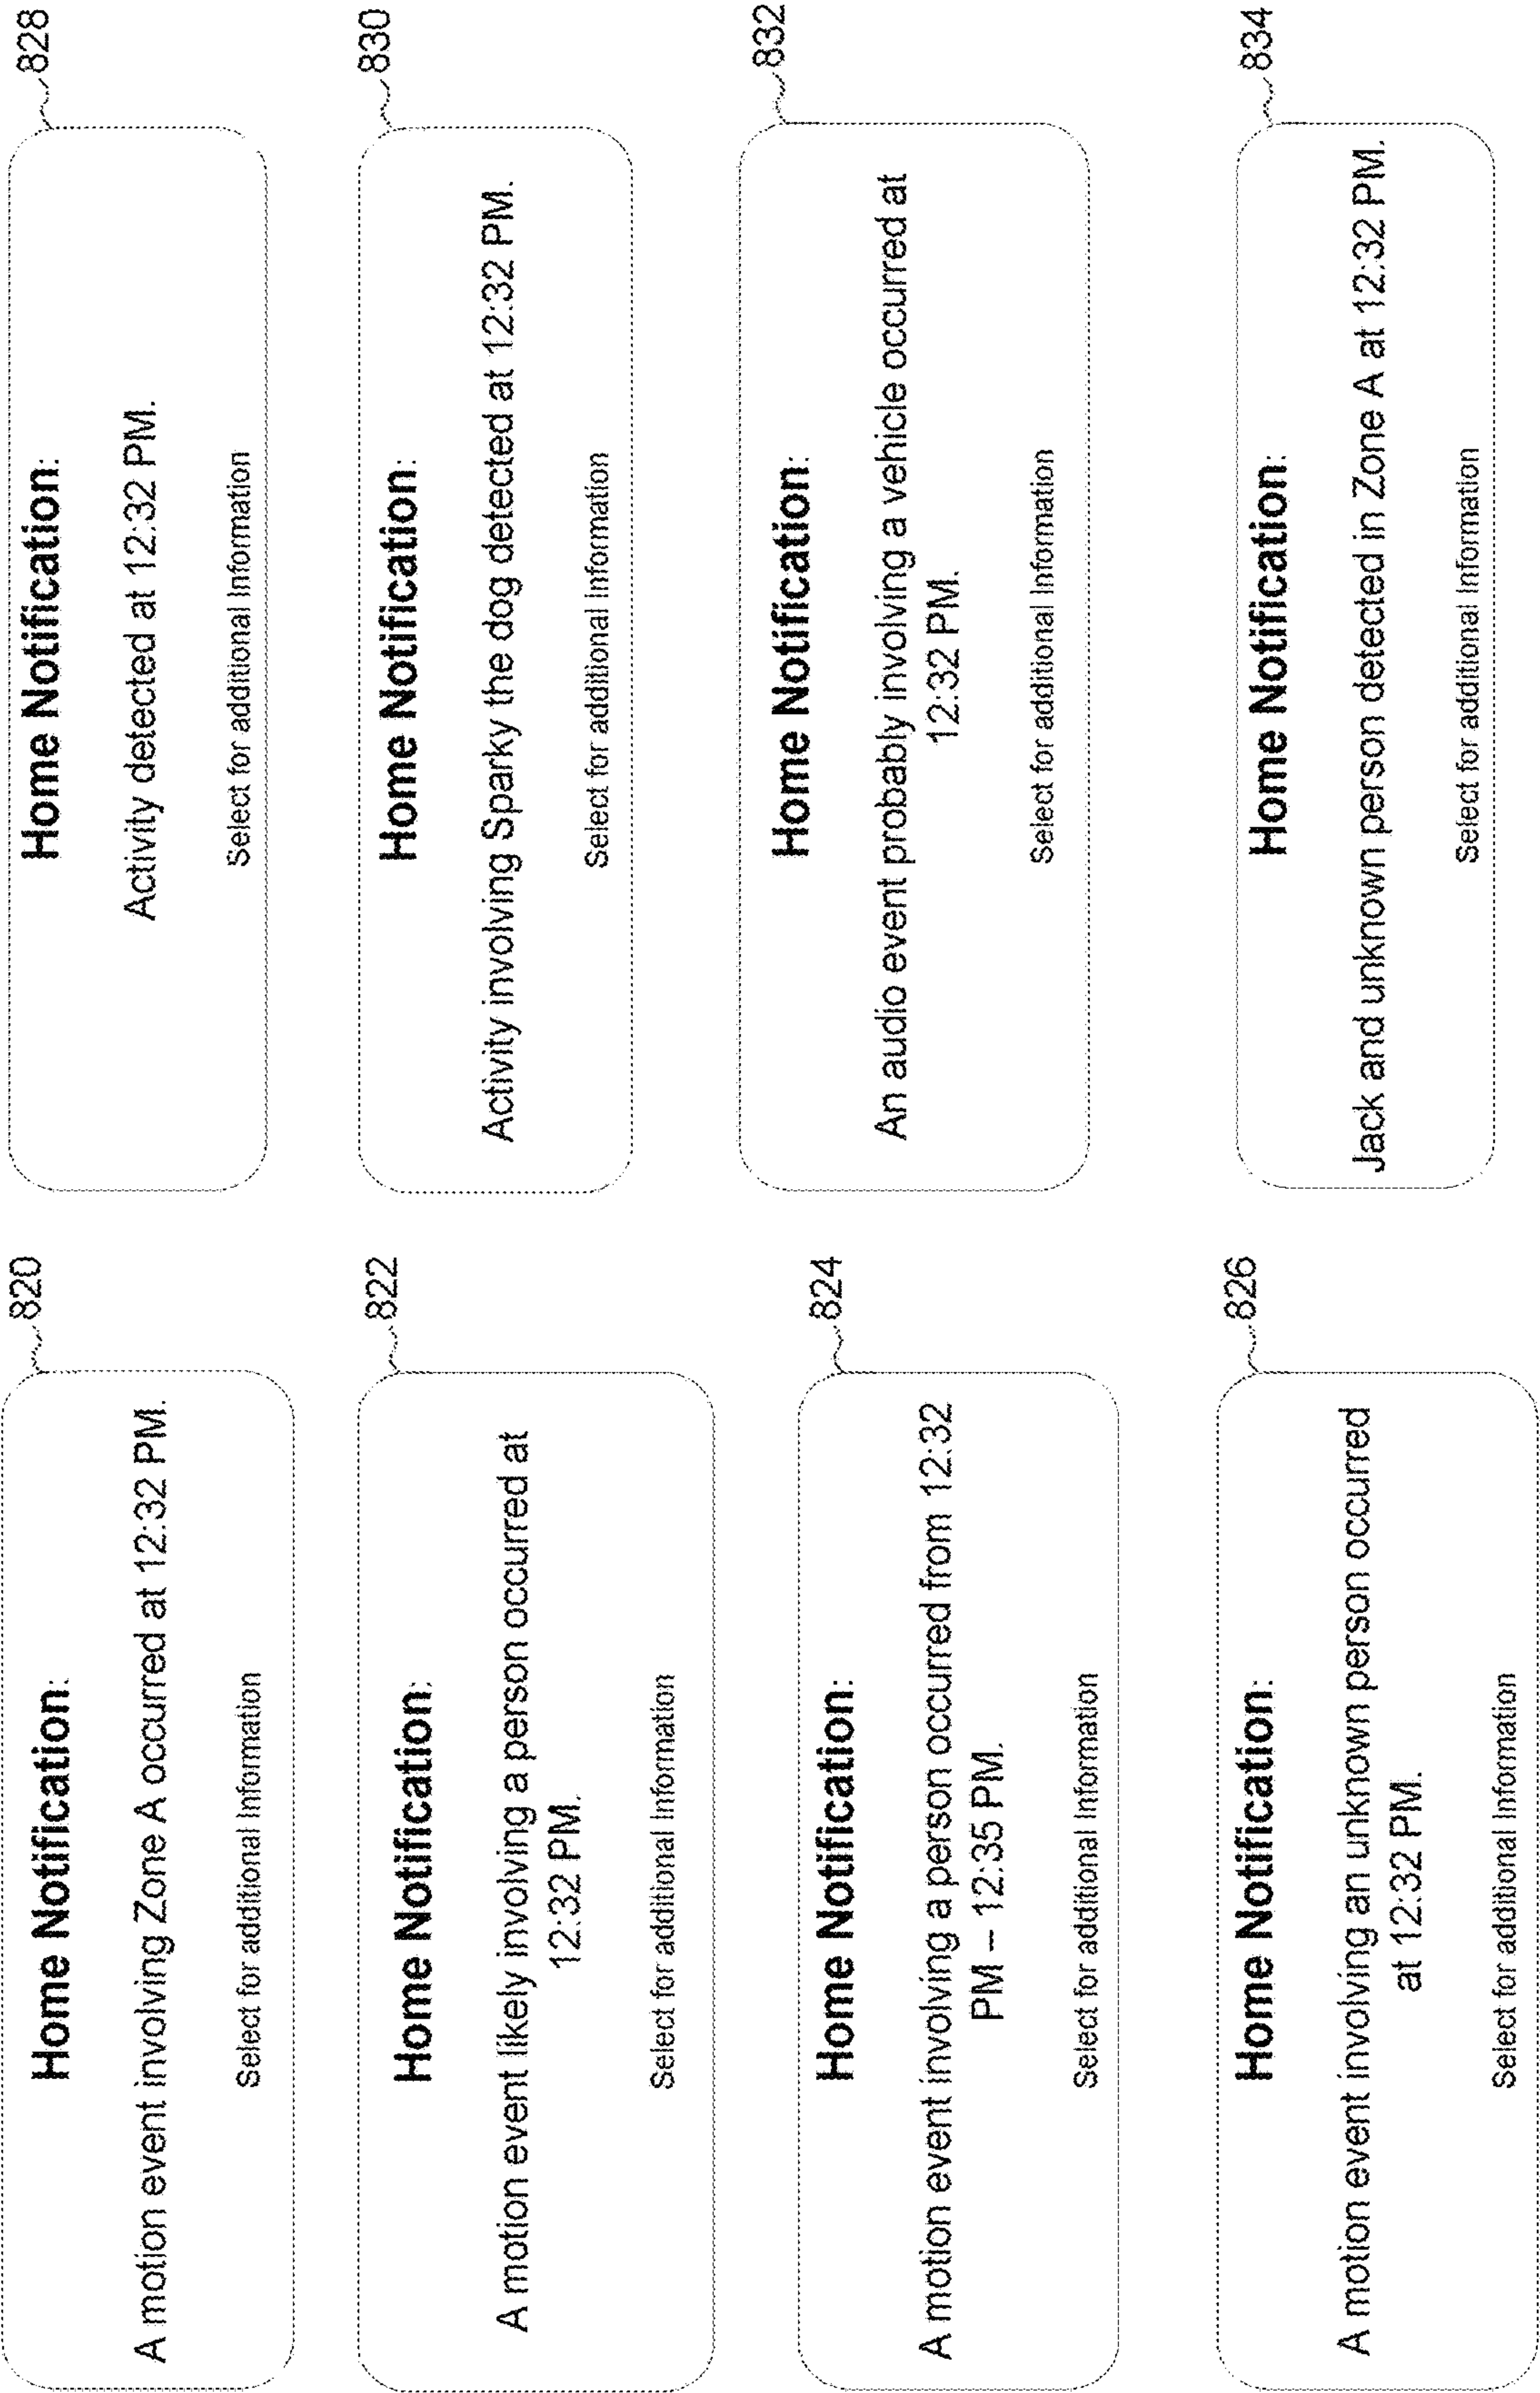 820
Home Notification:
A motion event involving Zone A occurred at 12:32 PM.
Select for additional Information
822
Home Notification:
A motion event likely involving a person occurred at
12:32 PM.
Select for additional Information
824
Home Notification:
A motion event involving a person occurred from 12:32
PM – 12:35 PM.
Select for additional Information
826
Home Notification:
A motion event involving an unknown person occurred
at 12:32 PM.
Select for additional Information
828
Home Notification:
Activity detected at 12:32 PM.
Select for additional Information
830
Home Notification:
Activity involving Sparky the dog detected at 12:32 PM.
Select for additional Information
832
Home Notification:
An audio event probably involving a vehicle occurred at
12:32 PM.
Select for additional Information
834
Home Notification:
Jack and unknown person detected in Zone A at 12:32 PM.
Select for additional Information